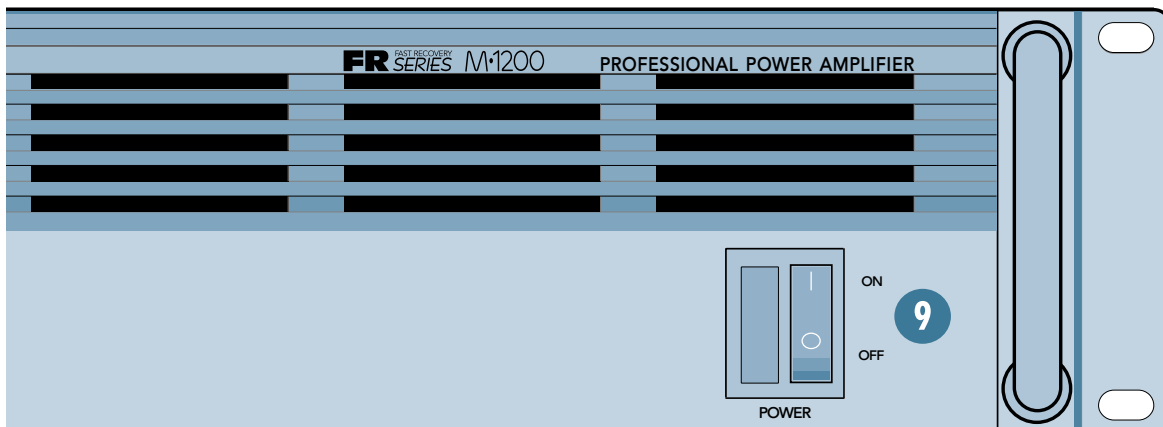 FR FAST RECOVERY SERIES M•1200 PROFESSIONAL POWER AMPLIFIER
ON
9
OFF
POWER